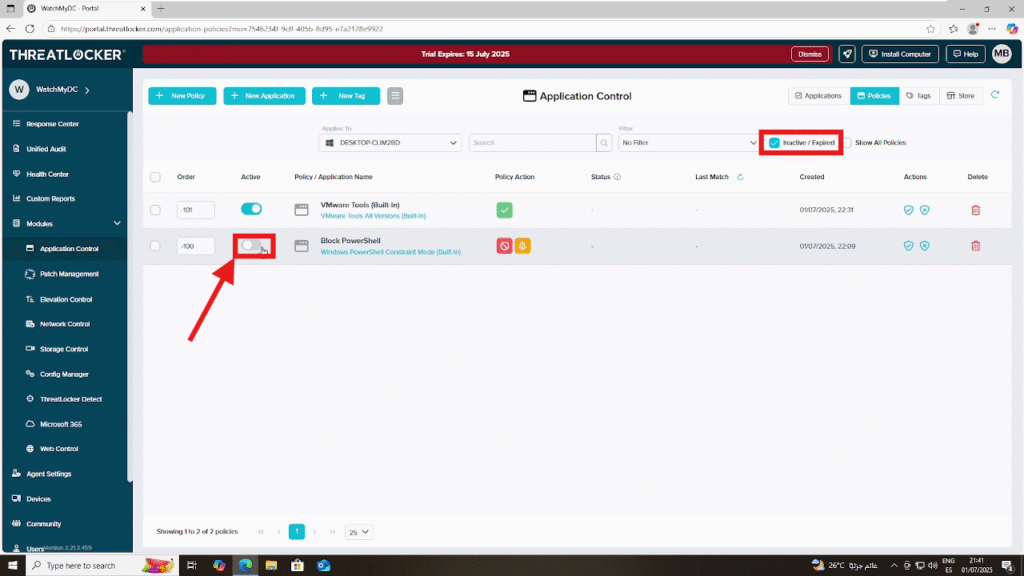 WatchMyDC - Portal
https://portal.threatlocker.com/application-policies?mo=75462341-9cf1-405b-8d95-e7a2128e9922
THREATLOCKER
Trial Expires: 15 July 2025
Dismiss
Install Computer
Help
MB
W
WatchMyDC
Response Center
Unified Audit
Health Center
Custom Reports
Modules
Application Control
Patch Management
Elevation Control
Network Control
Storage Control
Config Manager
ThreatLocker Detect
Microsoft 365
Web Control
Agent Settings
Devices
Community
Users
Version 2.21.3.459
New Policy
New Application
New Tag
Application Control
Applications
Policies
Tags
Store
Applies To
DESKTOP-CLIM2BD
Search
Filter
No Filter
Inactive / Expired
Show All Policies
Order Active Policy / Application Name Policy Action Status Last Match Created Actions Delete
-101 VMware Tools (Built-In) - - 01/07/2025, 22:31
VMware Tools All Versions (Built-In)
-100 Block PowerShell - - 01/07/2025, 22:09
Windows PowerShell Constraint Mode (Built-In)
Showing 1 to 2 of 2 policies
1
25
Type here to search
26°C
غائم جزئيًا
ENG
ES
21:41
01/07/2025